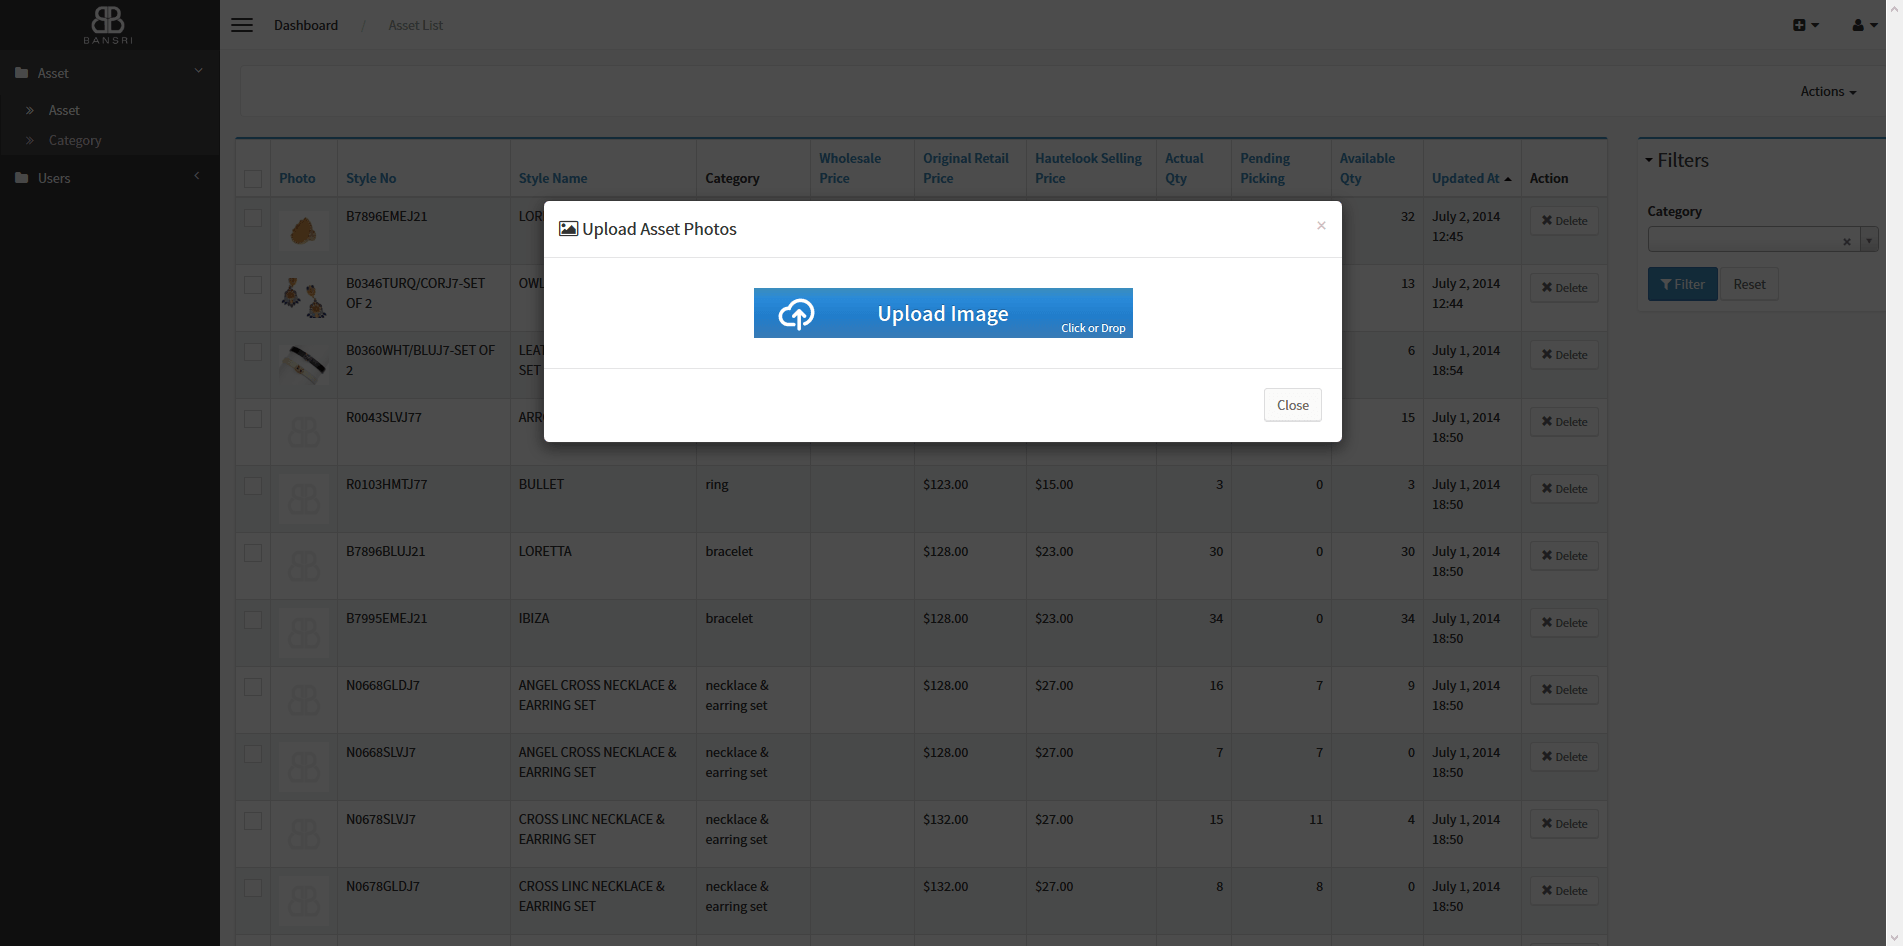 BANSRI
Dashboard / Asset List
Asset
Asset
Category
Users
Actions
Photo Style No Style Name Category Wholesale Price Original Retail Price Hautelook Selling Price Actual Qty Pending Picking Available Qty Updated At Action
B7896EMEJ21 LOR 32 July 2, 2014 12:45 Delete
B0346TURQ/CORJ7-SET OF 2 OWL 13 July 2, 2014 12:44 Delete
B0360WHT/BLUJ7-SET OF 2 LEAT SET 6 July 1, 2014 18:54 Delete
R0043SLVJ77 ARR 15 July 1, 2014 18:50 Delete
R0103HMTJ77 BULLET ring $123.00 $15.00 3 0 3 July 1, 2014 18:50 Delete
B7896BLUJ21 LORETTA bracelet $128.00 $23.00 30 0 30 July 1, 2014 18:50 Delete
B7995EMEJ21 IBIZA bracelet $128.00 $23.00 34 0 34 July 1, 2014 18:50 Delete
N0668GLDJ7 ANGEL CROSS NECKLACE & EARRING SET necklace & earring set $128.00 $27.00 16 7 9 July 1, 2014 18:50 Delete
N0668SLVJ7 ANGEL CROSS NECKLACE & EARRING SET necklace & earring set $128.00 $27.00 7 7 0 July 1, 2014 18:50 Delete
N0678SLVJ7 CROSS LINC NECKLACE & EARRING SET necklace & earring set $132.00 $27.00 15 11 4 July 1, 2014 18:50 Delete
N0678GLDJ7 CROSS LINC NECKLACE & EARRING SET necklace & earring set $132.00 $27.00 8 8 0 July 1, 2014 18:50 Delete
Filters
Category
Filter Reset
Upload Asset Photos ×
Upload Image
Click or Drop
Close